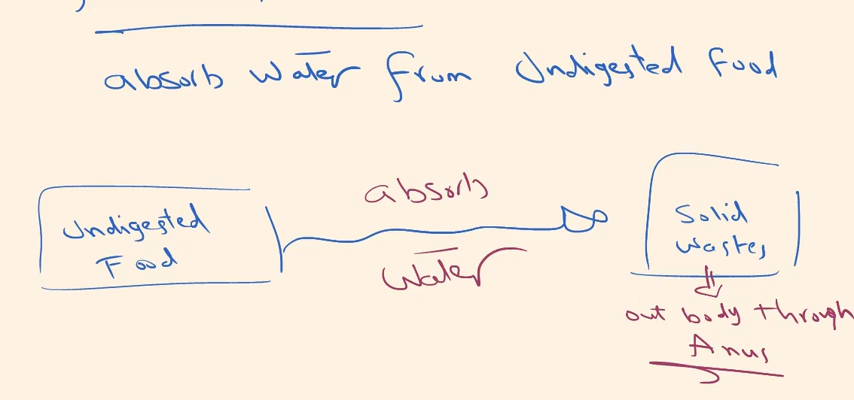 absorb water from Undigested Food
absorb
Undigested
Food
water
Solid
wastes
out body through
Anus